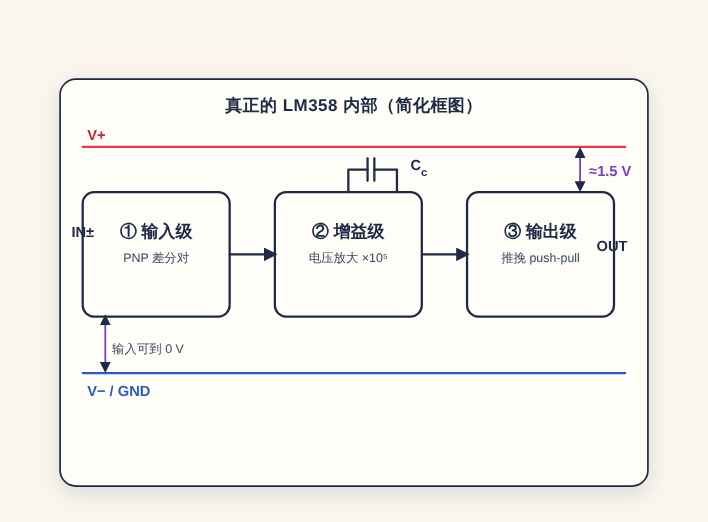 真正的 LM358 内部（简化框图）
V+
Cc
≈1.5 V
IN±
① 输入级
PNP 差分对
② 增益级
电压放大 ×10⁵
③ 输出级
推挽 push-pull
OUT
输入可到 0 V
V− / GND